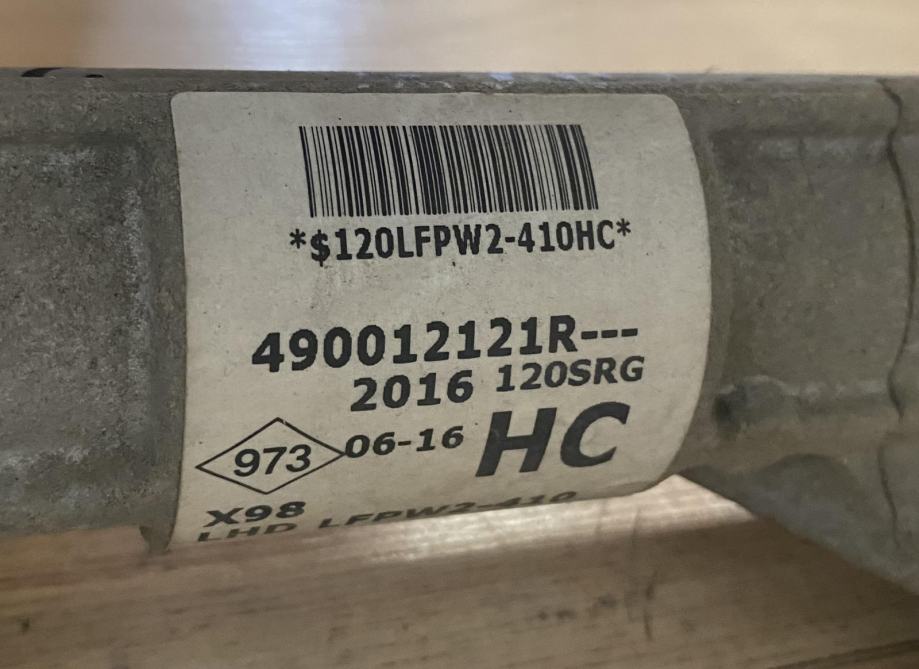 *$120LFPW2-410HC*
490012121R---
2016 120SRG
973 06-16 HC
X98
LHD LFPW2-410